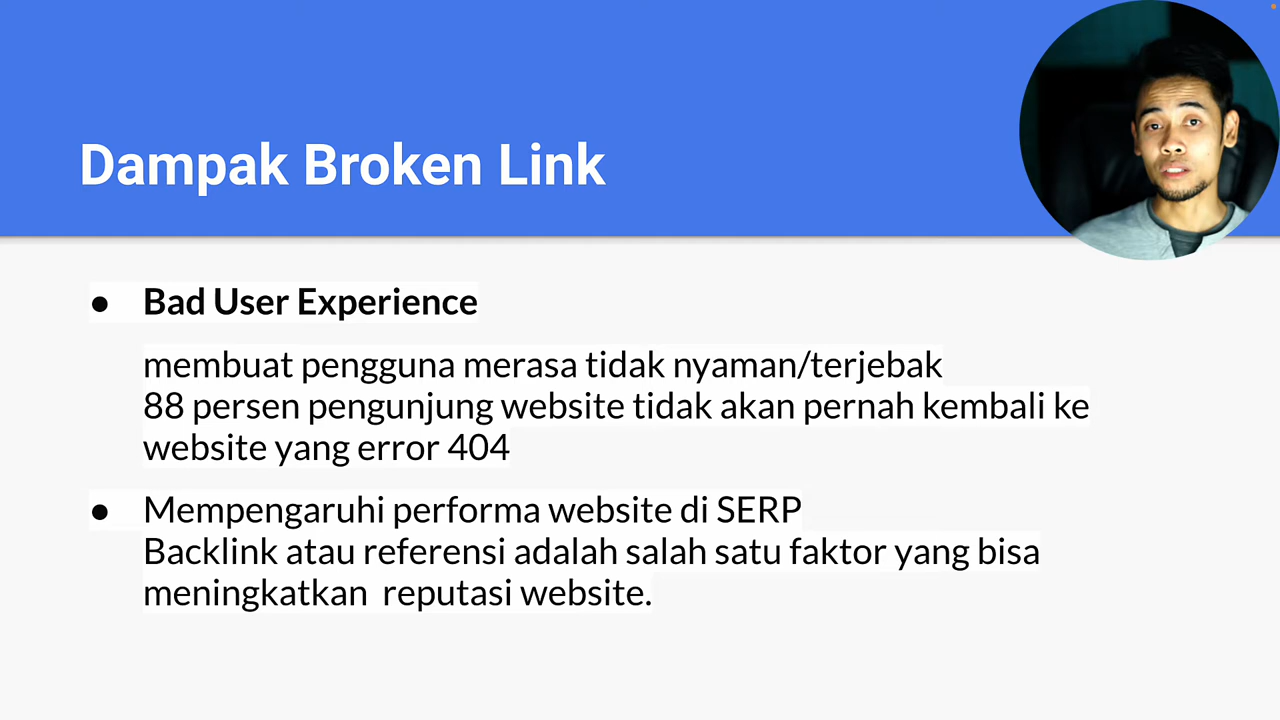 Dampak Broken Link
● Bad User Experience
membuat pengguna merasa tidak nyaman/terjebak
88 persen pengunjung website tidak akan pernah kembali ke
website yang error 404
● Mempengaruhi performa website di SERP
Backlink atau referensi adalah salah satu faktor yang bisa
meningkatkan  reputasi website.